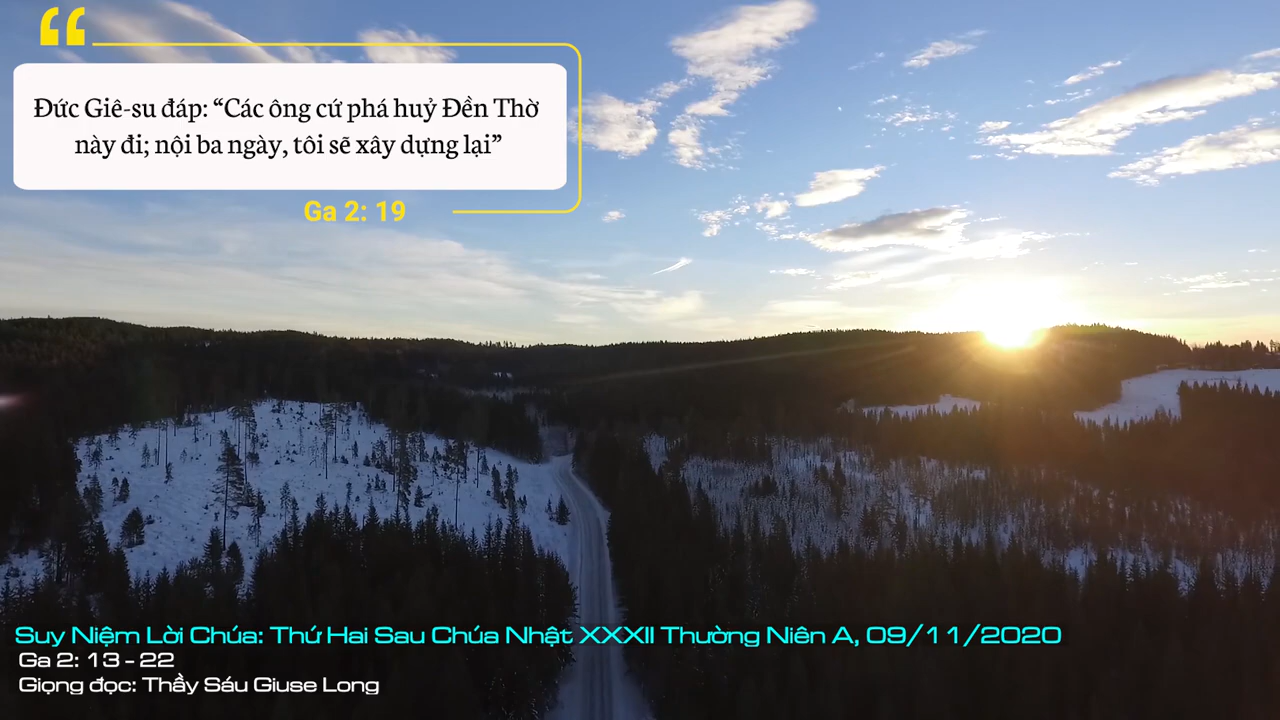 Đức Giê-su đáp: “Các ông cứ phá huỷ Đền Thờ
này đi; nội ba ngày, tôi sẽ xây dựng lại”
Ga 2: 19
Suy Niệm Lời Chúa: Thứ Hai Sau Chúa Nhật XXXII Thường Niên A, 09/11/2020
Ga 2: 13 - 22
Giọng đọc: Thầy Sáu Giuse Long